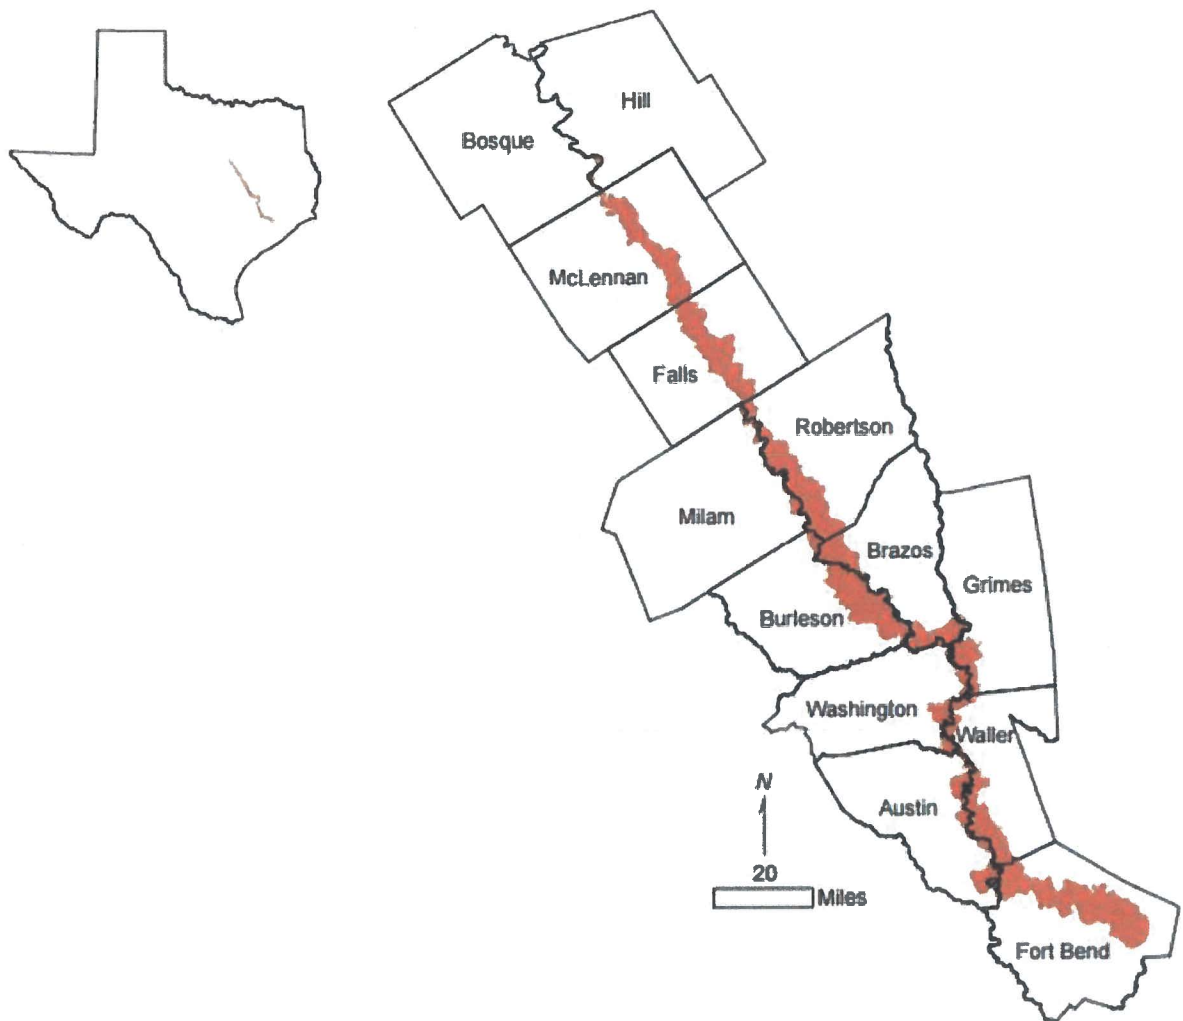 Hill
Bosque
McLennan
Falls
Robertson
Milam
Brazos
Grimes
Burleson
Washington
Waller
N
Austin
20
Miles
Fort Bend